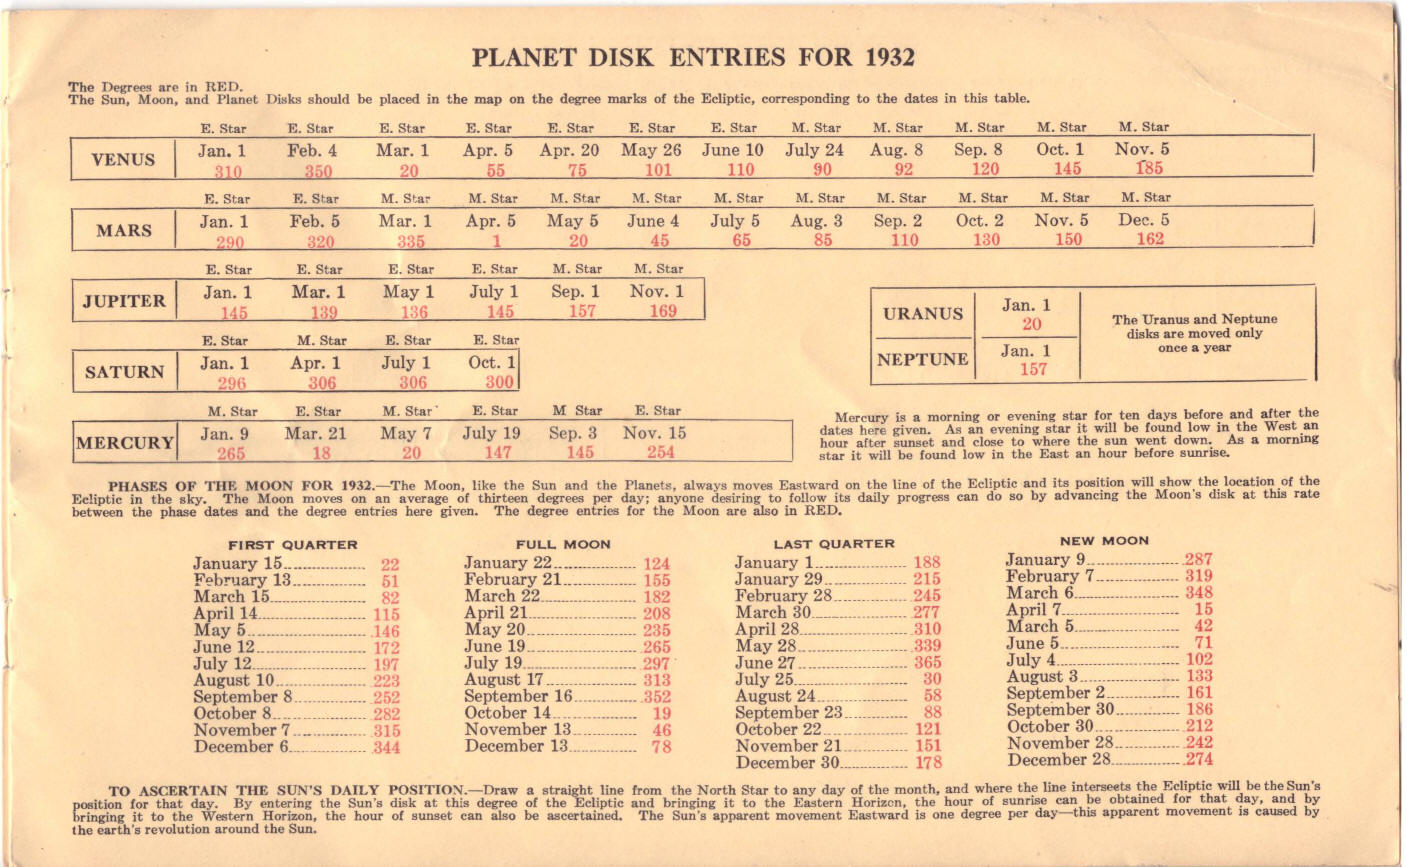 PLANET DISK ENTRIES FOR 1932
The Degrees are in RED.
The Sun, Moon, and Planet Disks should be placed in the map on the degree marks of the Ecliptic, corresponding to the dates in this table.
E. Star E. Star E. Star E. Star E. Star E. Star E. Star M. Star M. Star M. Star M. Star M. Star
VENUS Jan. 1 Feb. 4 Mar. 1 Apr. 5 Apr. 20 May 26 June 10 July 24 Aug. 8 Sep. 8 Oct. 1 Nov. 5
310 350 20 55 75 101 110 90 92 120 145 185
E. Star E. Star M. Star M. Star M. Star M. Star M. Star M. Star M. Star M. Star M. Star M. Star
MARS Jan. 1 Feb. 5 Mar. 1 Apr. 5 May 5 June 4 July 5 Aug. 3 Sep. 2 Oct. 2 Nov. 5 Dec. 5
290 320 335 1 20 45 65 85 110 130 150 162
E. Star E. Star E. Star E. Star M. Star M. Star
JUPITER Jan. 1 Mar. 1 May 1 July 1 Sep. 1 Nov. 1
145 139 136 145 157 169
E. Star M. Star E. Star E. Star
SATURN Jan. 1 Apr. 1 July 1 Oct. 1
296 306 306 300
M. Star E. Star M. Star E. Star M Star E. Star
MERCURY Jan. 9 Mar. 21 May 7 July 19 Sep. 3 Nov. 15
265 18 20 147 145 254
URANUS Jan. 1
20
NEPTUNE Jan. 1
157
The Uranus and Neptune
disks are moved only
once a year
Mercury is a morning or evening star for ten days before and after the
dates here given. As an evening star it will be found low in the West an
hour after sunset and close to where the sun went down. As a morning
star it will be found low in the East an hour before sunrise.
PHASES OF THE MOON FOR 1932.—The Moon, like the Sun and the Planets, always moves Eastward on the line of the Ecliptic and its position will show the location of the
Ecliptic in the sky. The Moon moves on an average of thirteen degrees per day; anyone desiring to follow its daily progress can do so by advancing the Moon's disk at this rate
between the phase dates and the degree entries here given. The degree entries for the Moon are also in RED.
FIRST QUARTER
January 15 22
February 13 51
March 15 82
April 14 115
May 5 146
June 12 172
July 12 197
August 10 223
September 8 252
October 8 282
November 7 315
December 6 344
FULL MOON
January 22 124
February 21 155
March 22 182
April 21 208
May 20 235
June 19 265
July 19 297
August 17 313
September 16 352
October 14 19
November 13 46
December 13 78
LAST QUARTER
January 1 188
January 29 215
February 28 245
March 30 277
April 28 310
May 28 339
June 27 365
July 25 30
August 24 58
September 23 88
October 22 121
November 21 151
December 30 178
NEW MOON
January 9 287
February 7 319
March 6 348
April 7 15
March 5 42
June 5 71
July 4 102
August 3 133
September 2 161
September 30 186
October 30 212
November 28 242
December 28 274
TO ASCERTAIN THE SUN'S DAILY POSITION.—Draw a straight line from the North Star to any day of the month, and where the line intersects the Ecliptic will be the Sun's
position for that day. By entering the Sun's disk at this degree of the Ecliptic and bringing it to the Eastern Horizon, the hour of sunrise can be obtained for that day, and by
bringing it to the Western Horizon, the hour of sunset can also be ascertained. The Sun's apparent movement Eastward is one degree per day—this apparent movement is caused by
the earth's revolution around the Sun.